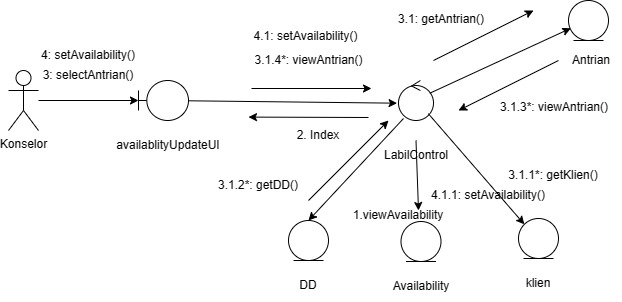 3.1: getAntrian()
4.1: setAvailability()
4: setAvailability()
3.1.4*: viewAntrian()
Antrian
3: selectAntrian()
3.1.3*: viewAntrian()
2. Index
Konselor
availablityUpdateUI
LabilControl
3.1.1*: getKlien()
3.1.2*: getDD()
4.1.1: setAvailability()
1.viewAvailability
DD
Availability
klien